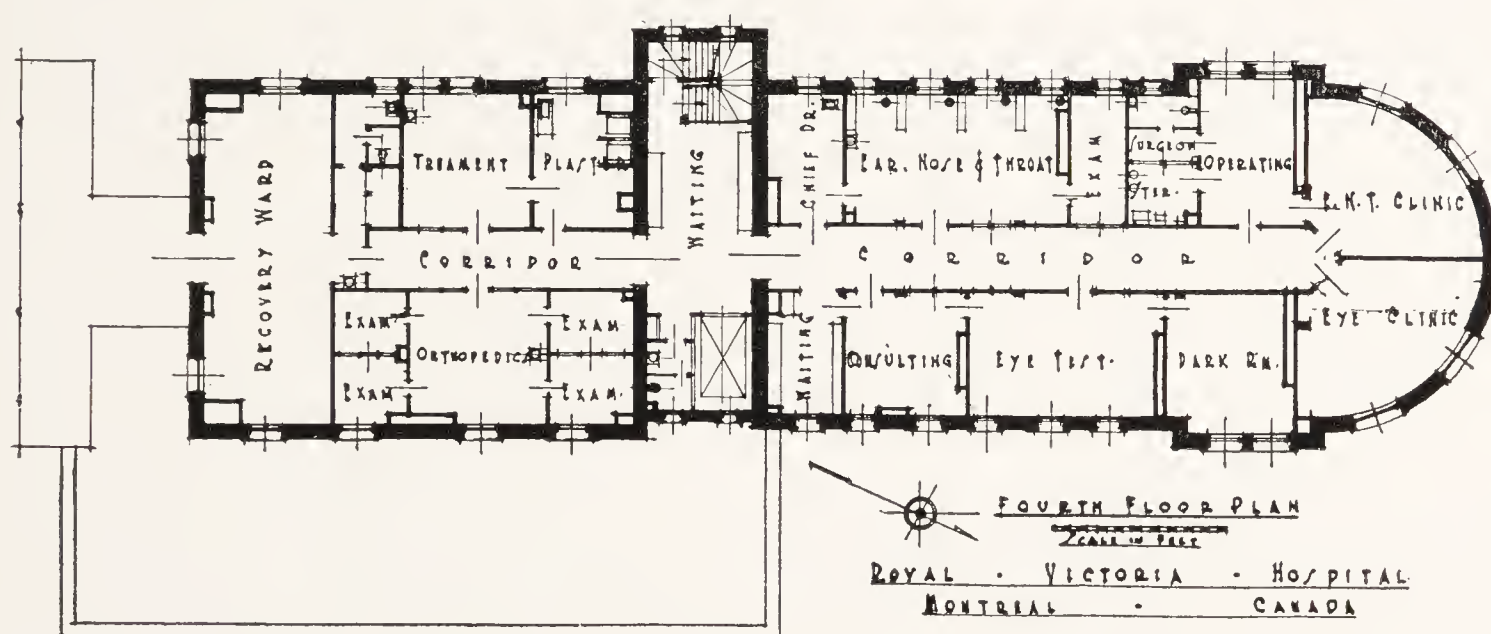 RECOVERY WARD
TREAMENT
PLASTER
WAITING
CHIEF DR.
EAR, NOSE & THROAT
EXAM
SURGEON
STER.
OPERATING
E.N.T. CLINIC
CORRIDOR
CORRIDOR
EXAM
EXAM
ORTHOPEDICS
EXAM
EXAM.
WAITING
CONSULTING
EYE TEST.
DARK RM.
EYE CLINIC
FOURTH FLOOR PLAN
SCALE IN FEET
ROYAL · VICTORIA · HOSPITAL
MONTREAL · CANADA